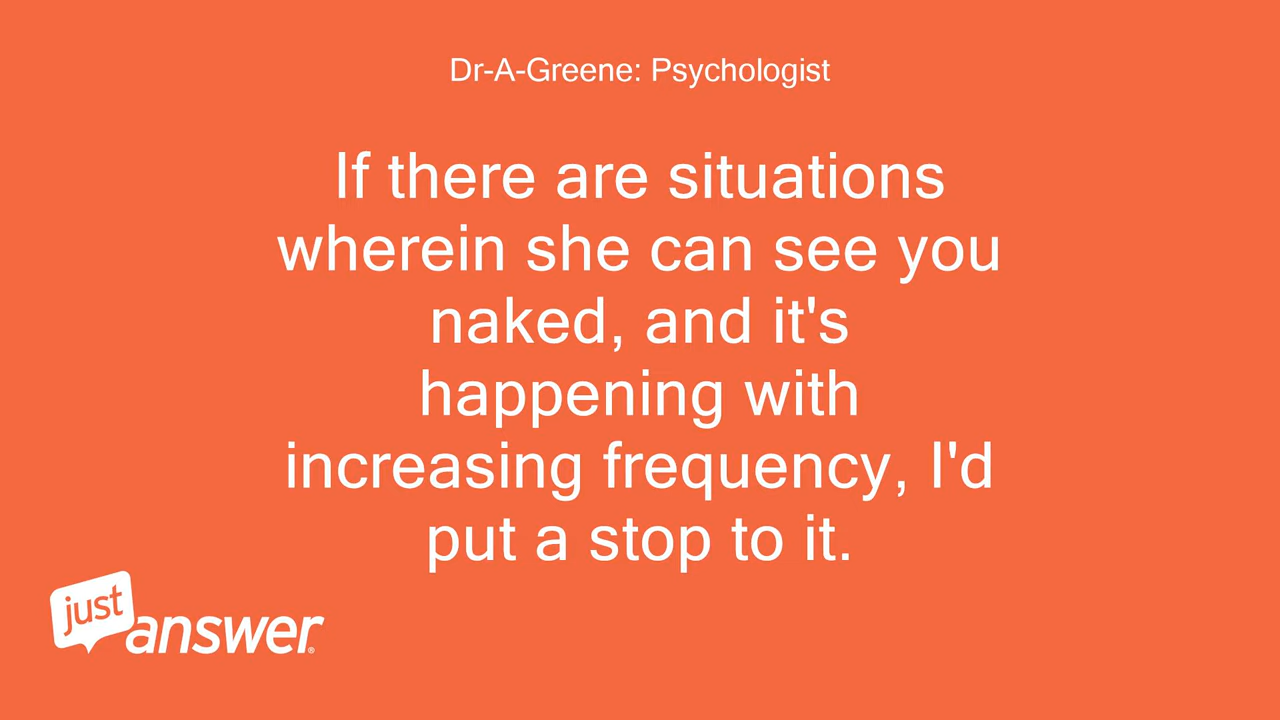 Dr-A-Greene: Psychologist
If there are situations
wherein she can see you
naked, and it's
happening with
increasing frequency, I'd
put a stop to it.
just
answer®